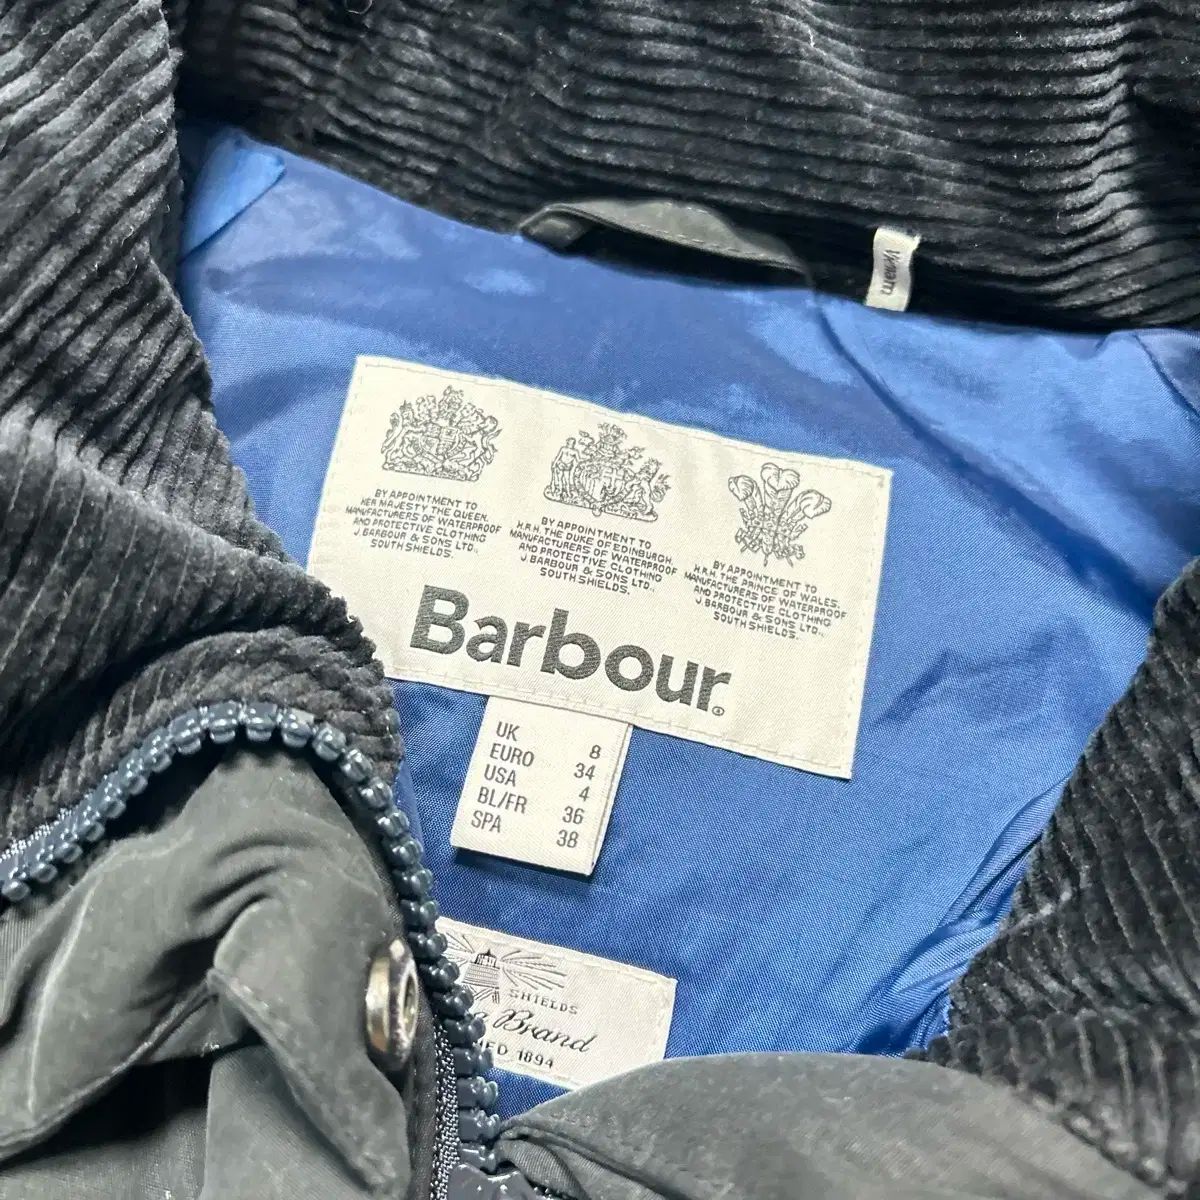 Vietnam
BY APPOINTMENT TO
HER MAJESTY THE QUEEN.
MANUFACTURERS OF WATERPROOF
AND PROTECTIVE CLOTHING
J. BARBOUR & SONS LTD.,
SOUTH SHIELDS.
BY APPOINTMENT TO
H.R.H. THE DUKE OF EDINBURGH.
MANUFACTURERS OF WATERPROOF
AND PROTECTIVE CLOTHING
J. BARBOUR & SONS LTD.,
SOUTH SHIELDS.
BY APPOINTMENT TO
H.R.H. THE PRINCE OF WALES.
MANUFACTURERS OF WATERPROOF
AND PROTECTIVE CLOTHING
J. BARBOUR & SONS LTD.,
SOUTH SHIELDS.
Barbour®
UK 8
EURO 34
USA 4
BL/FR 36
SPA 38
SHIELDS
Brand
1894